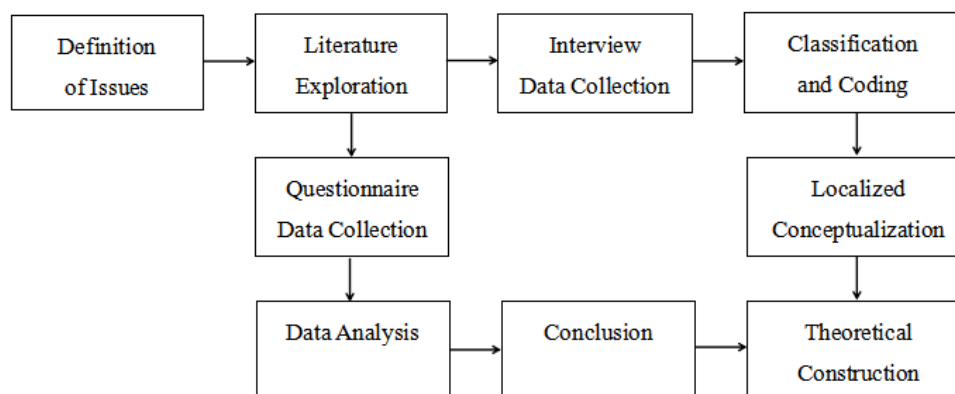 Definition
of Issues
Literature
Exploration
Interview
Data Collection
Classification
and Coding
Questionnaire
Data Collection
Localized
Conceptualization
Data Analysis
Conclusion
Theoretical
Construction